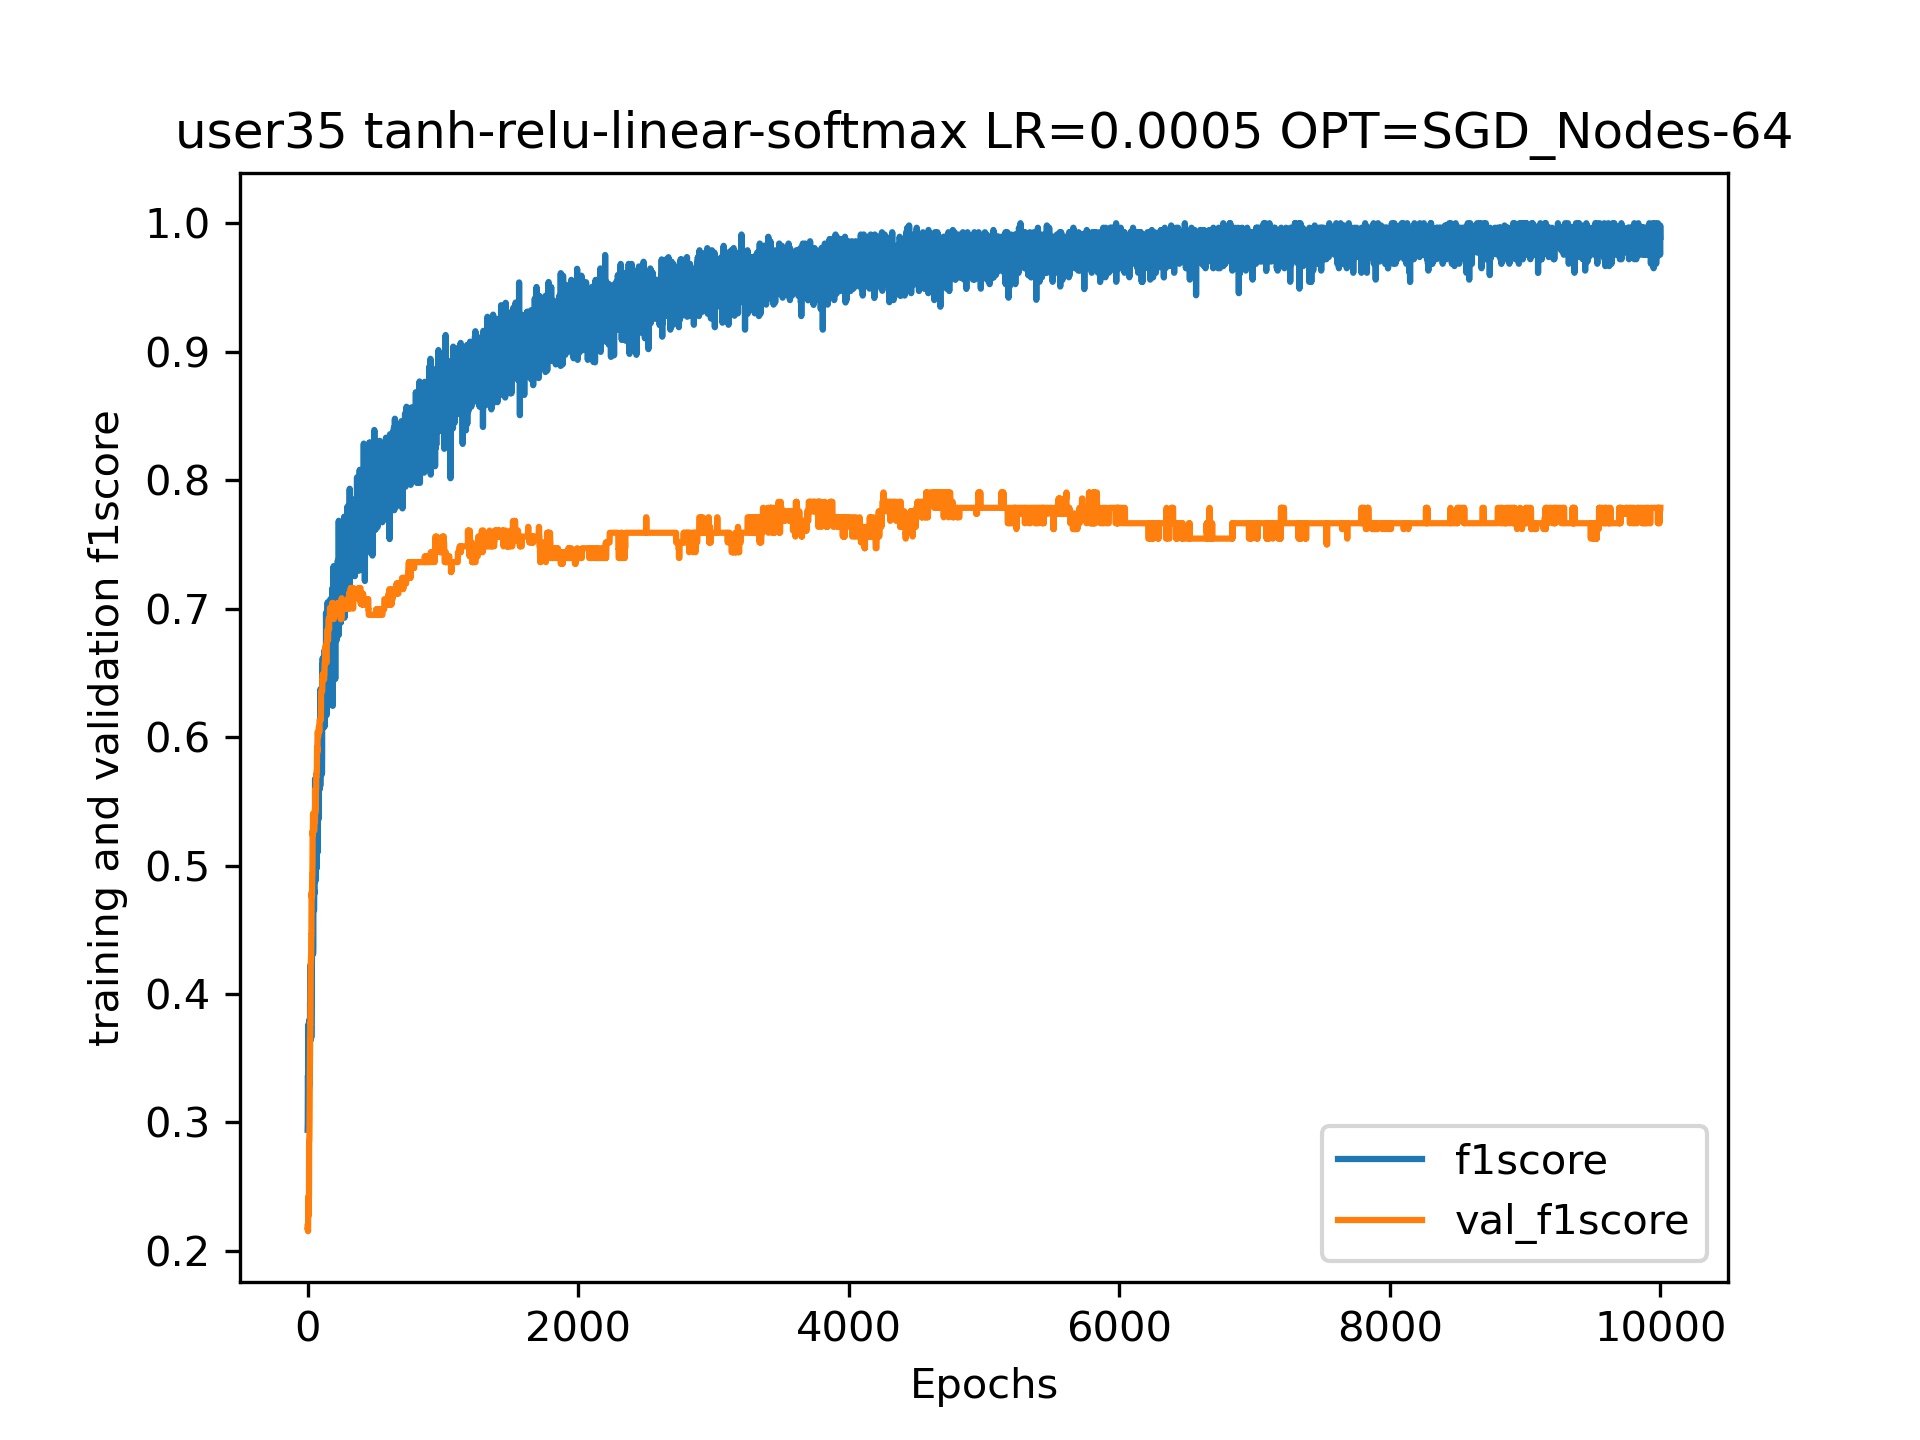 user35 tanh-relu-linear-softmax LR=0.0005 OPT=SGD_Nodes-64
training and validation f1score
1.0
0.9
0.8
0.7
0.6
0.5
0.4
0.3
0.2
f1score
val_f1score
0 2000 4000 6000 8000 10000
Epochs